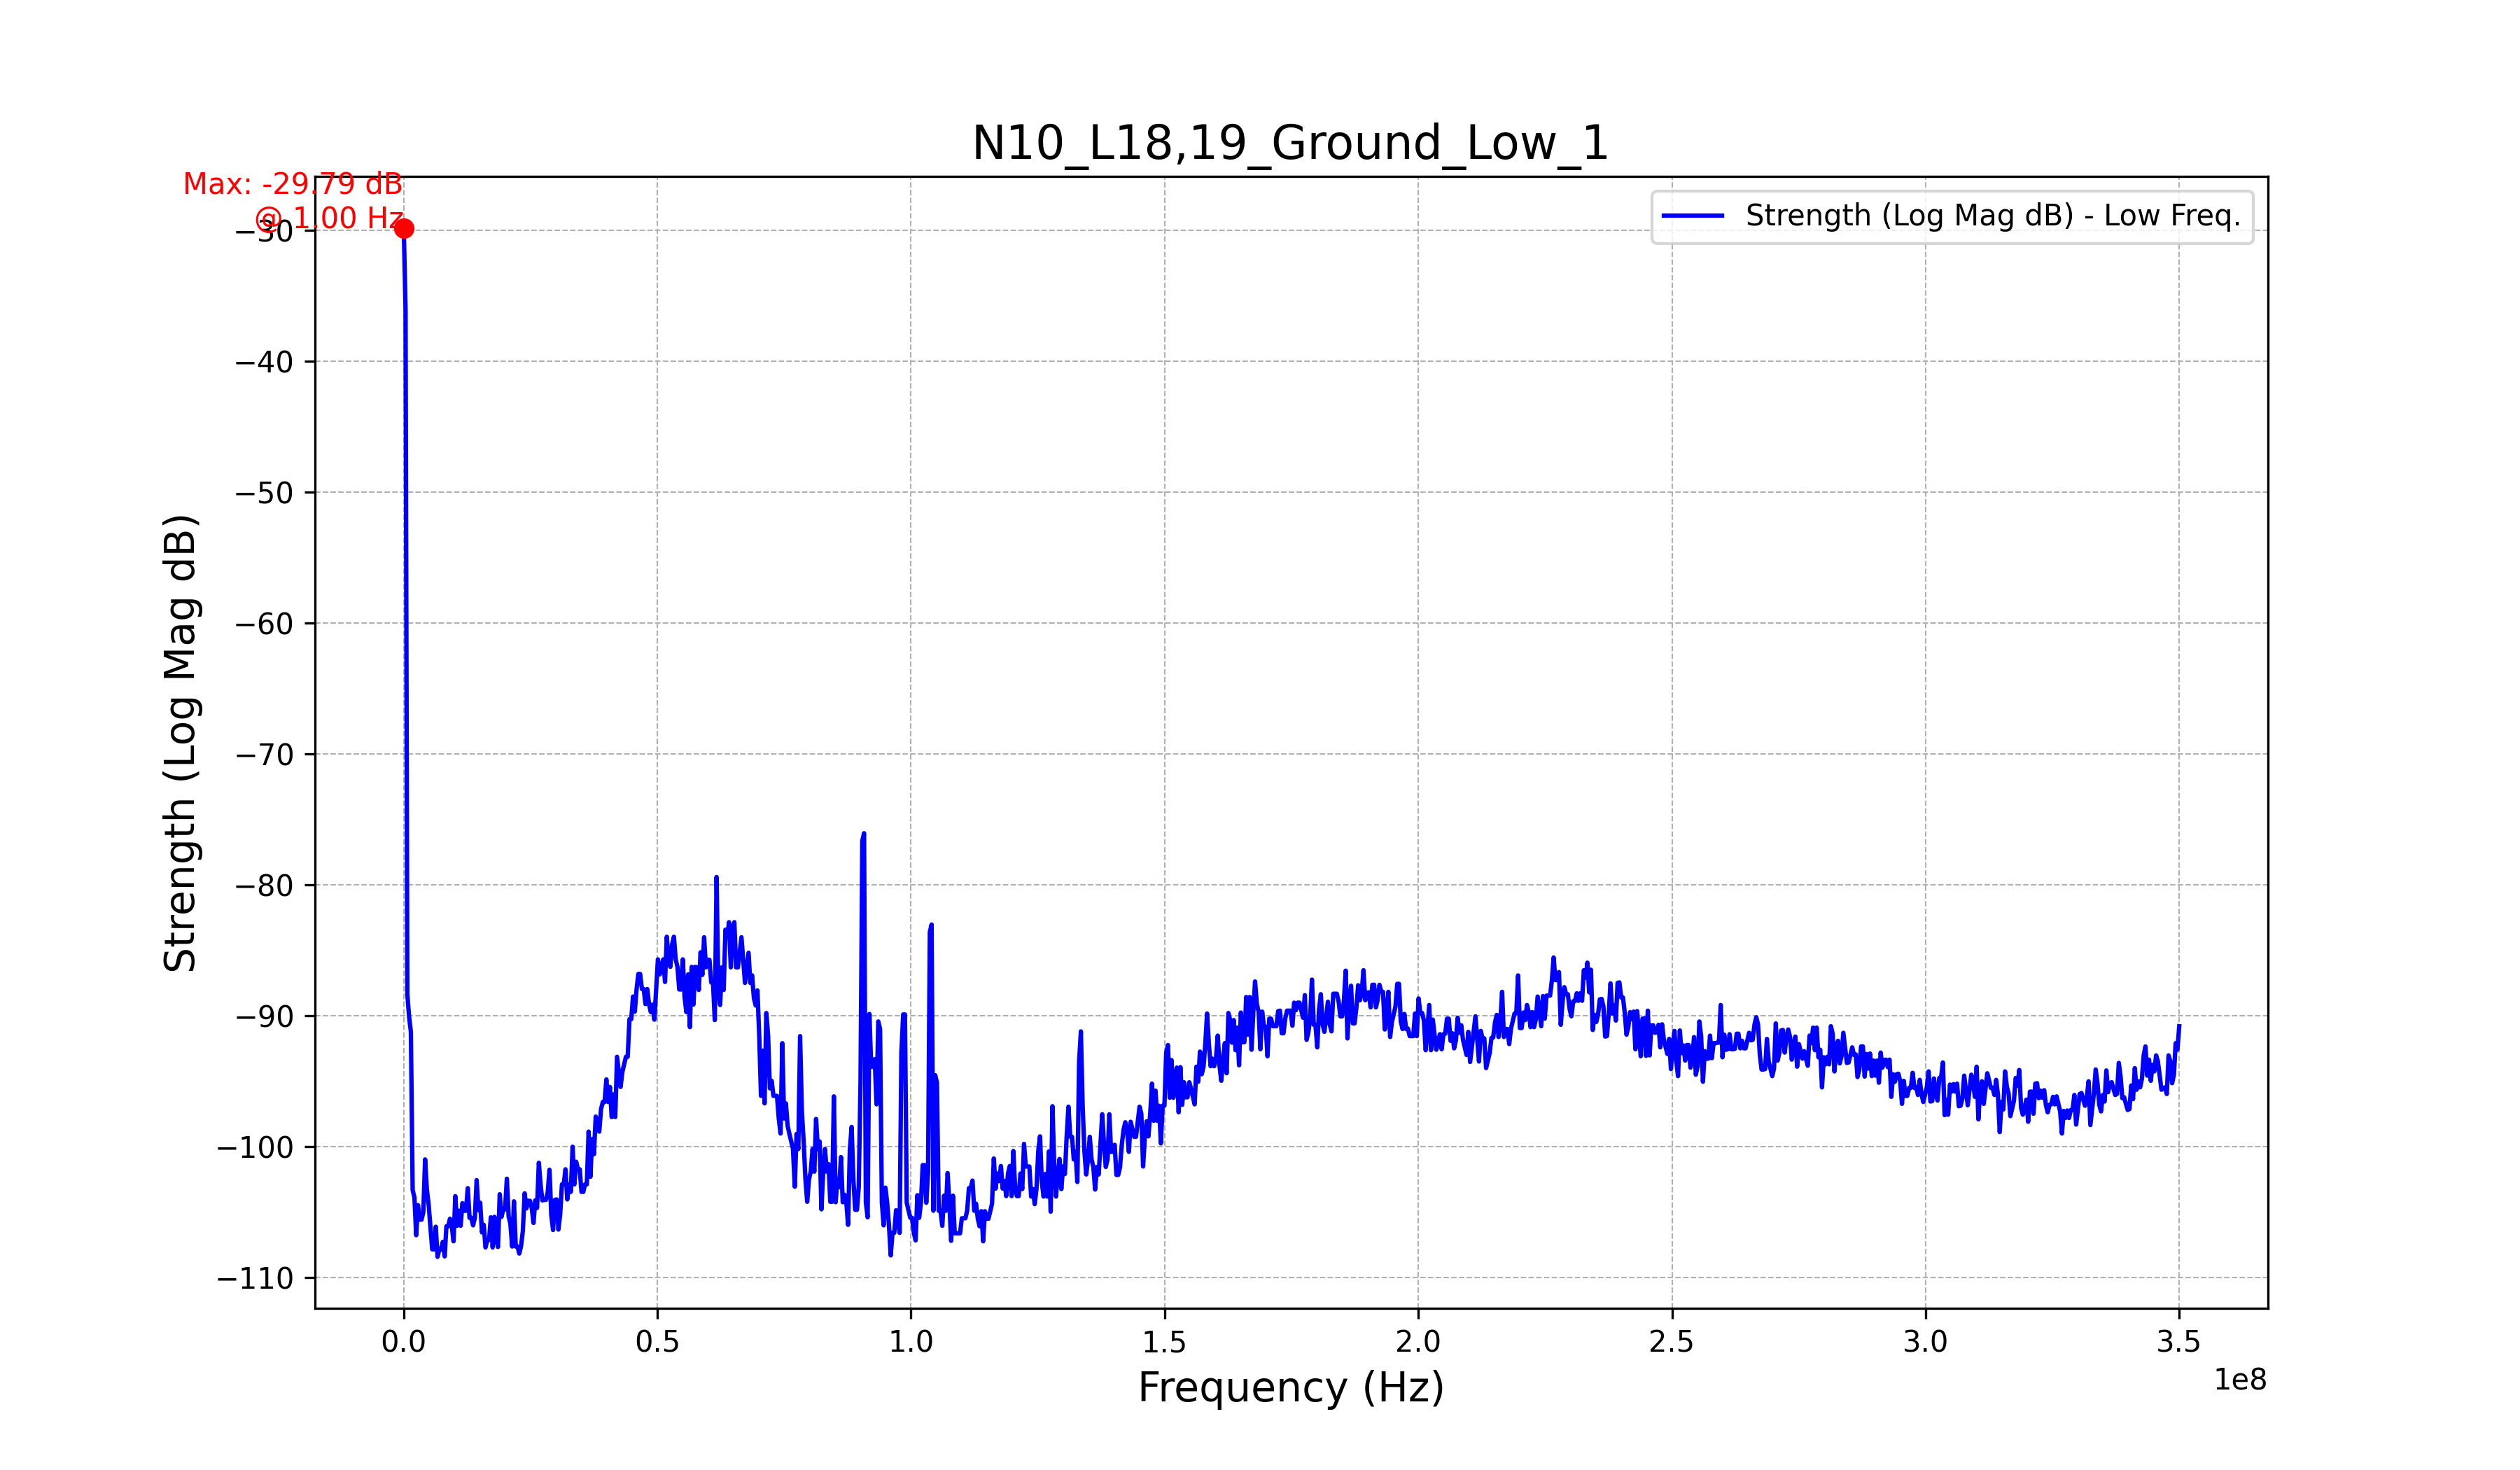 N10_L18,19_Ground_Low_1
Max: -29.79 dB
@ 1.00 Hz
Strength (Log Mag dB) - Low Freq.
Strength (Log Mag dB)
−30
−40
−50
−60
−70
−80
−90
−100
−110
0.0 0.5 1.0 1.5 2.0 2.5 3.0 3.5
1e8
Frequency (Hz)